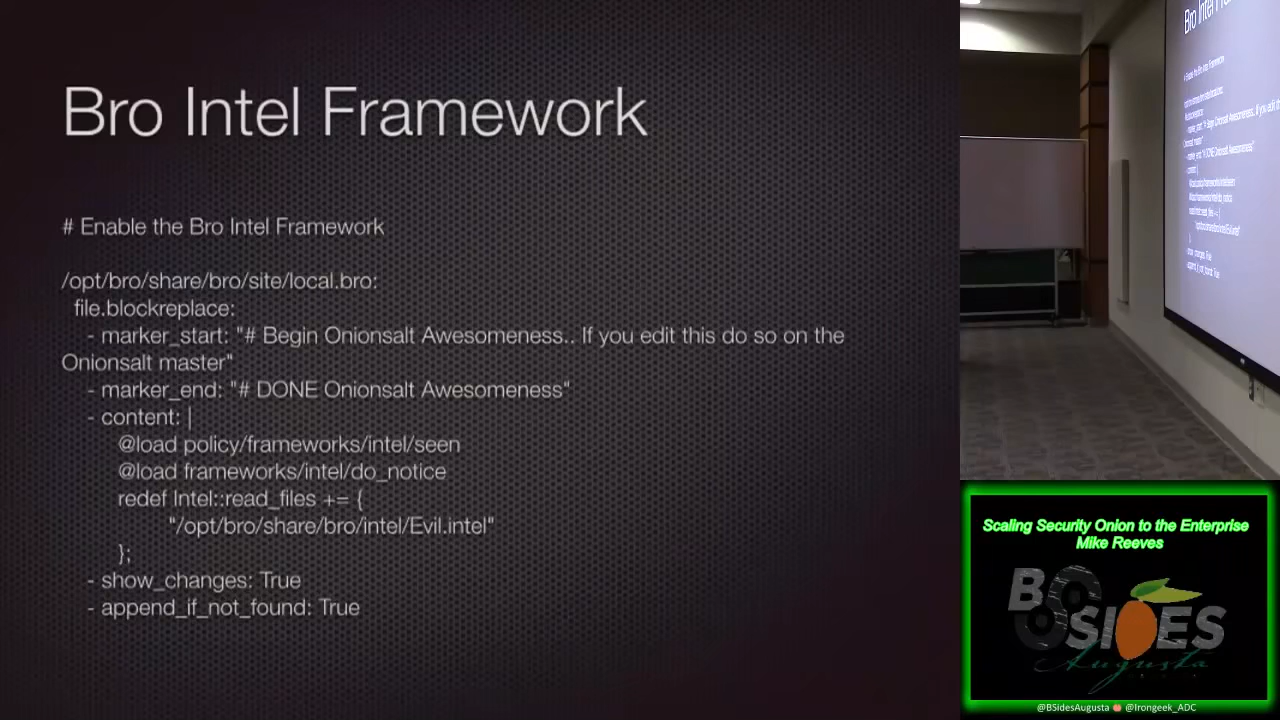 Bro Intel Framework
# Enable the Bro Intel Framework
/opt/bro/share/bro/site/local.bro:
file.blockreplace:
- marker_start: "# Begin Onionsalt Awesomeness.. If you edit this do so on the
Onionsalt master"
- marker_end: "# DONE Onionsalt Awesomeness"
- content: |
@load policy/frameworks/intel/seen
@load frameworks/intel/do_notice
redef Intel::read_files += {
"/opt/bro/share/bro/intel/Evil.intel"
};
- show_changes: True
- append_if_not_found: True
Scaling Security Onion to the Enterprise
Mike Reeves
BSIDES
Augusta
@BSidesAugusta @Irongeek_ADC